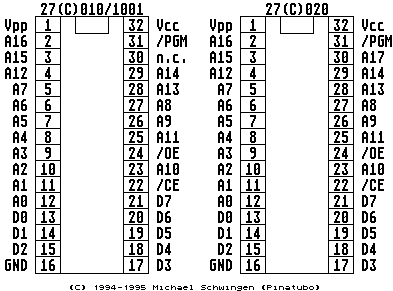 27(C)010/1001 27(C)020
Vpp 1 32 Vcc Vpp 1 32 Vcc
A16 2 31 /PGM A16 2 31 /PGM
A15 3 30 n.c. A15 3 30 A17
A12 4 29 A14 A12 4 29 A14
A7 5 28 A13 A7 5 28 A13
A6 6 27 A8 A6 6 27 A8
A5 7 26 A9 A5 7 26 A9
A4 8 25 A11 A4 8 25 A11
A3 9 24 /OE A3 9 24 /OE
A2 10 23 A10 A2 10 23 A10
A1 11 22 /CE A1 11 22 /CE
A0 12 21 D7 A0 12 21 D7
D0 13 20 D6 D0 13 20 D6
D1 14 19 D5 D1 14 19 D5
D2 15 18 D4 D2 15 18 D4
GND 16 17 D3 GND 16 17 D3
(C) 1994-1995 Michael Schwingen (Pinatubo)